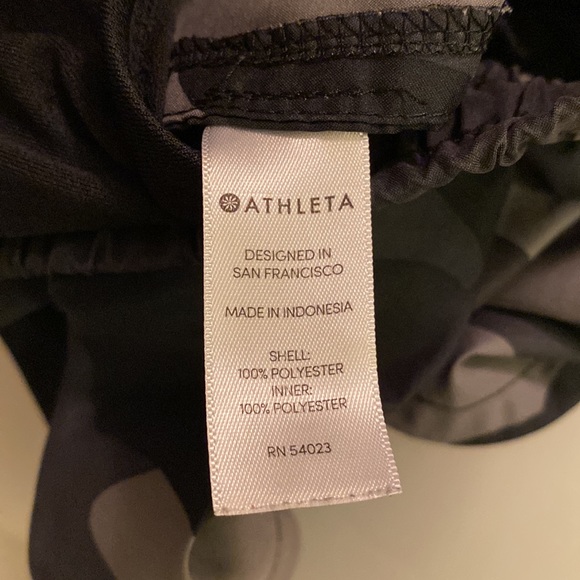 ATHLETA
DESIGNED IN
SAN FRANCISCO
MADE IN INDONESIA
SHELL:
100% POLYESTER
INNER:
100% POLYESTER
RN 54023